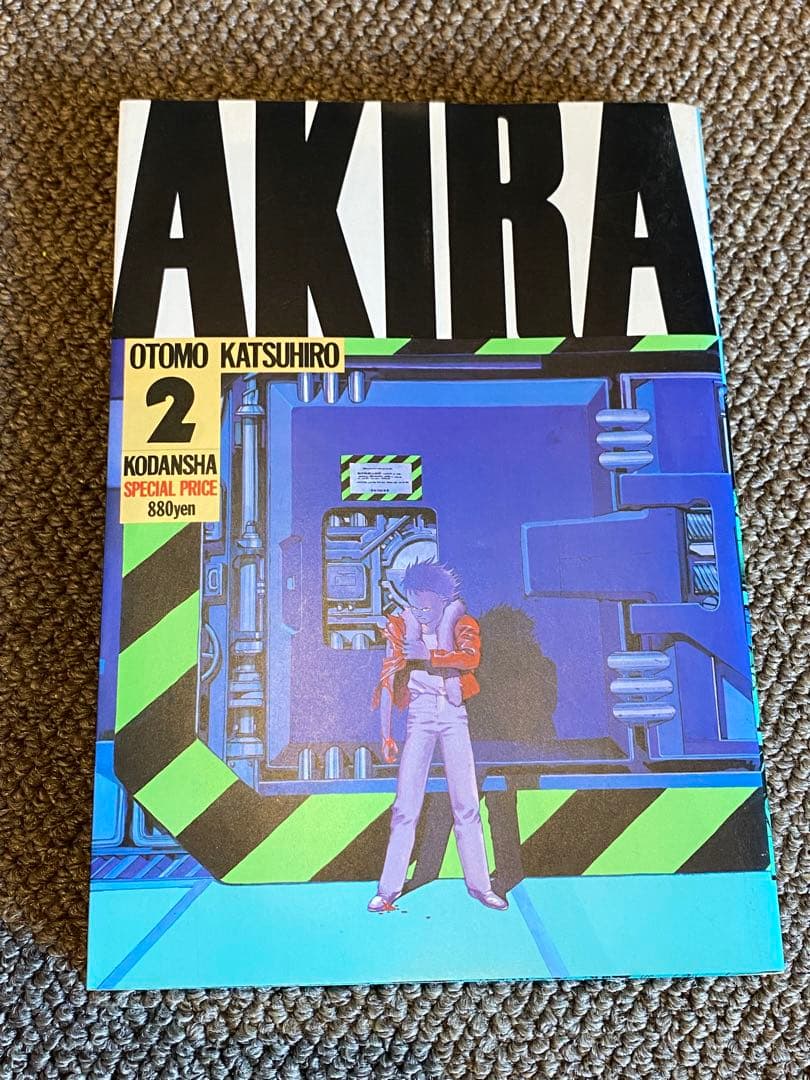 AKIRA
OTOMO KATSUHIRO
2
KODANSHA
SPECIAL PRICE
880yen